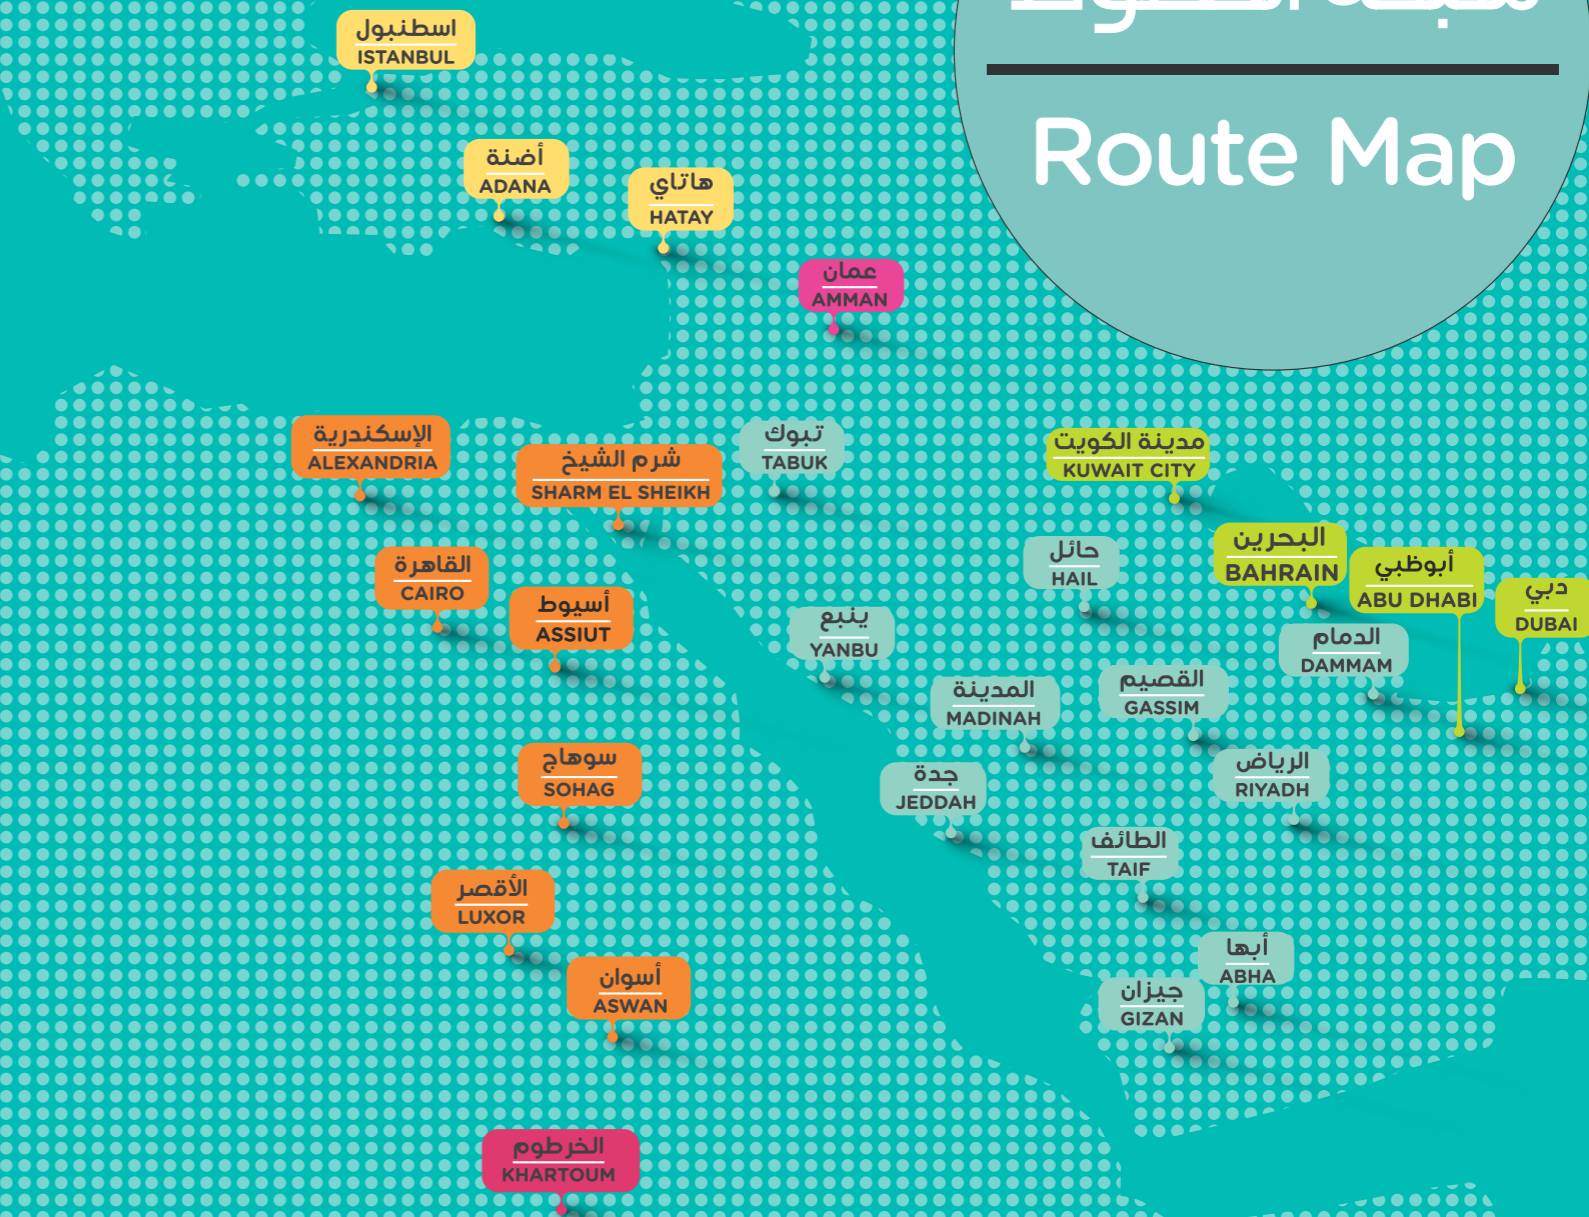 Route Map
اسطنبول
ISTANBUL
أضنة
ADANA
هاتاي
HATAY
عمان
AMMAN
الإسكندرية
ALEXANDRIA
شرم الشيخ
SHARM EL SHEIKH
تبوك
TABUK
مدينة الكويت
KUWAIT CITY
القاهرة
CAIRO
أسيوط
ASSIUT
ينبع
YANBU
حائل
HAIL
البحرين
BAHRAIN
أبوظبي
ABU DHABI
دبي
DUBAI
الدمام
DAMMAM
المدينة
MADINAH
القصيم
GASSIM
سوهاج
SOHAG
جدة
JEDDAH
الرياض
RIYADH
الطائف
TAIF
الأقصر
LUXOR
أسوان
ASWAN
أبها
ABHA
جيزان
GIZAN
الخرطوم
KHARTOUM